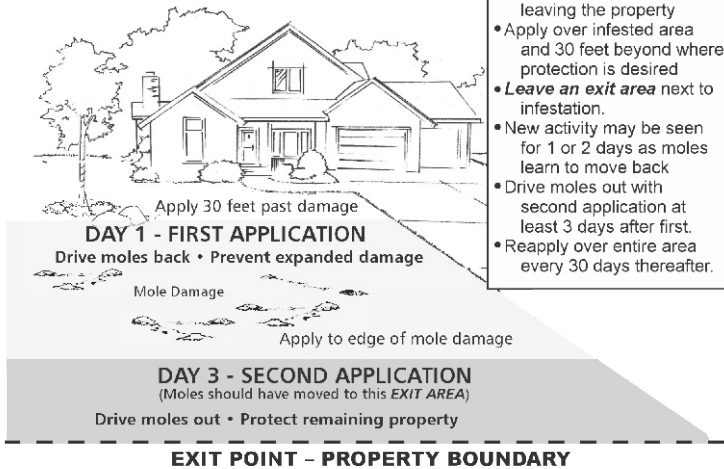 leaving the property
• Apply over infested area
and 30 feet beyond where
protection is desired
• Leave an exit area next to
infestation.
• New activity may be seen
for 1 or 2 days as moles
learn to move back
• Drive moles out with
second application at
least 3 days after first.
• Reapply over entire area
every 30 days thereafter.
Apply 30 feet past damage
DAY 1 - FIRST APPLICATION
Drive moles back • Prevent expanded damage
Mole Damage
Apply to edge of mole damage
DAY 3 - SECOND APPLICATION
(Moles should have moved to this EXIT AREA)
Drive moles out • Protect remaining property
EXIT POINT – PROPERTY BOUNDARY